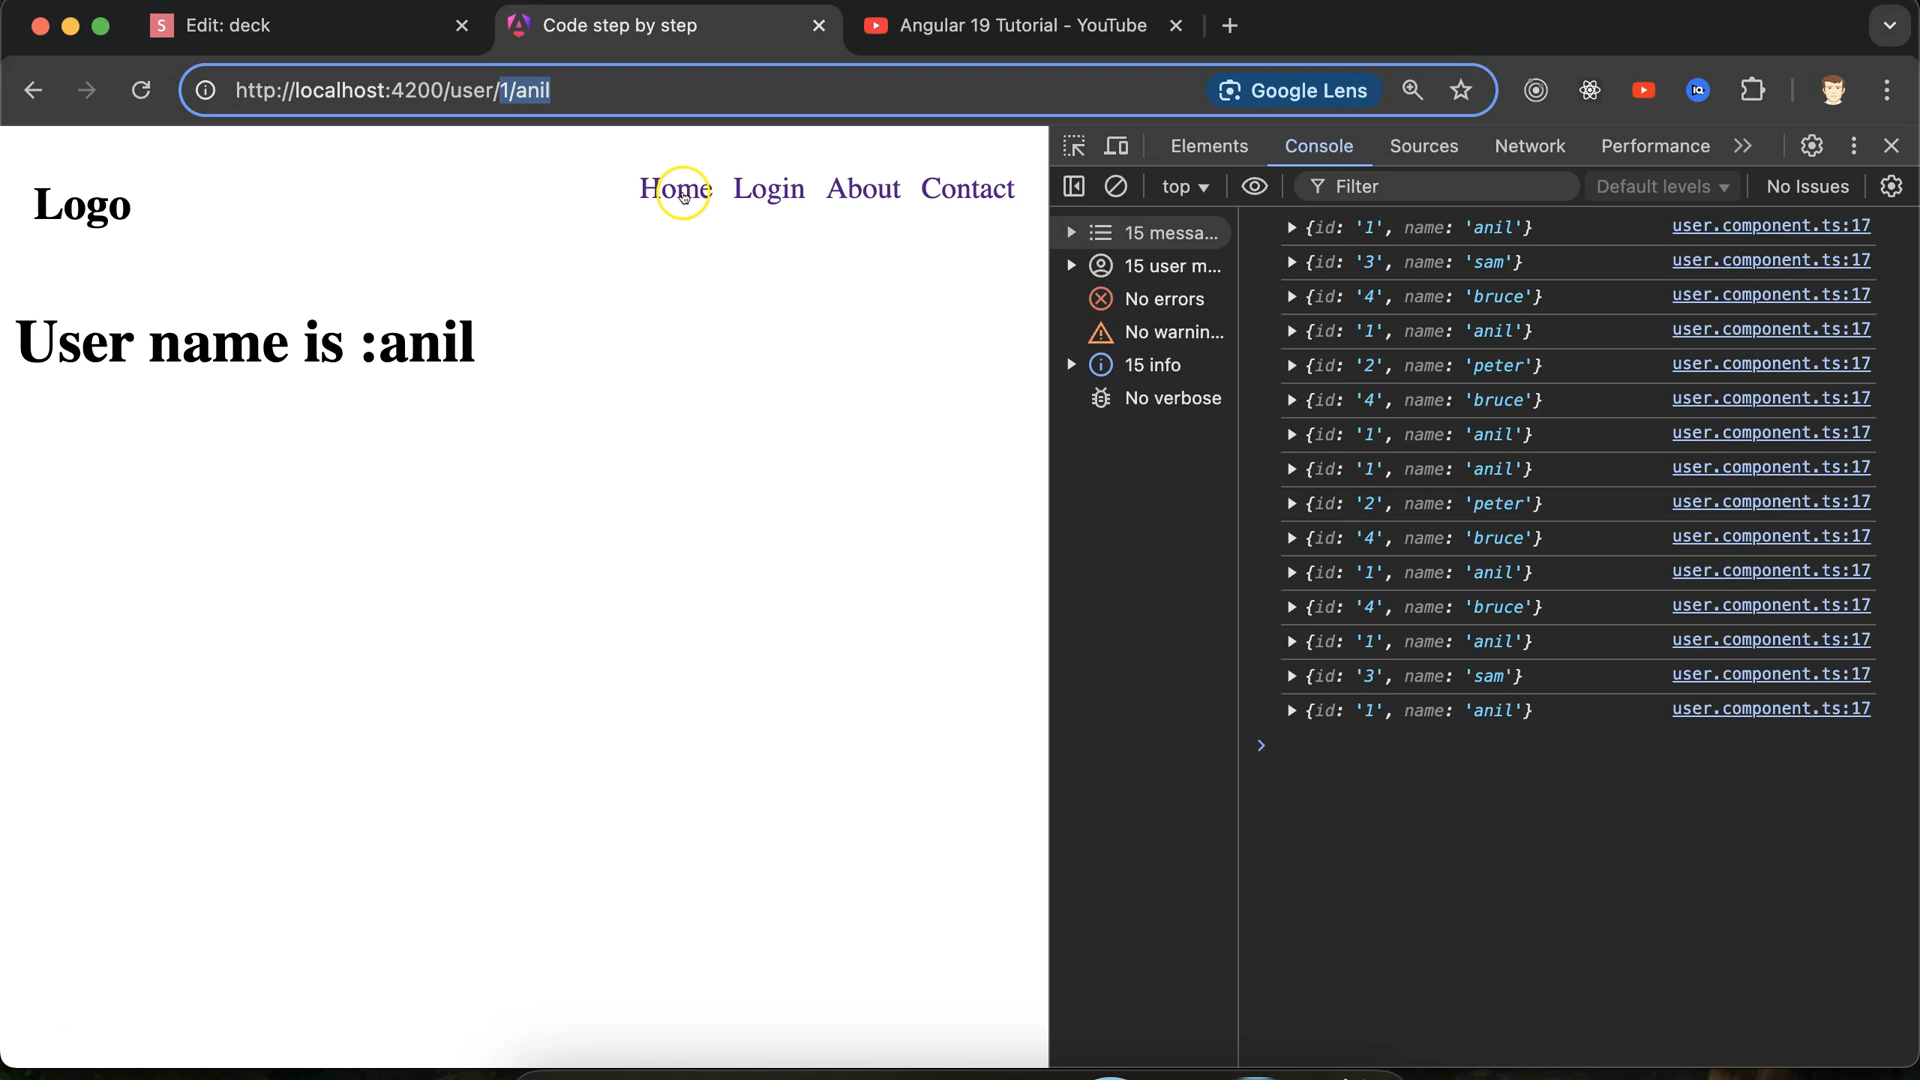 S Edit: deck
Code step by step
Angular 19 Tutorial - YouTube
http://localhost:4200/user/1/anil
Google Lens
IQ
Logo
Home Login About Contact
User name is :anil
Elements Console Sources Network Performance
top
Filter
Default levels
No Issues
15 messa...
15 user m...
No errors
No warnin...
15 info
No verbose
{id: '1', name: 'anil'} user.component.ts:17
{id: '3', name: 'sam'} user.component.ts:17
{id: '4', name: 'bruce'} user.component.ts:17
{id: '1', name: 'anil'} user.component.ts:17
{id: '2', name: 'peter'} user.component.ts:17
{id: '4', name: 'bruce'} user.component.ts:17
{id: '1', name: 'anil'} user.component.ts:17
{id: '1', name: 'anil'} user.component.ts:17
{id: '2', name: 'peter'} user.component.ts:17
{id: '4', name: 'bruce'} user.component.ts:17
{id: '1', name: 'anil'} user.component.ts:17
{id: '4', name: 'bruce'} user.component.ts:17
{id: '1', name: 'anil'} user.component.ts:17
{id: '3', name: 'sam'} user.component.ts:17
{id: '1', name: 'anil'} user.component.ts:17